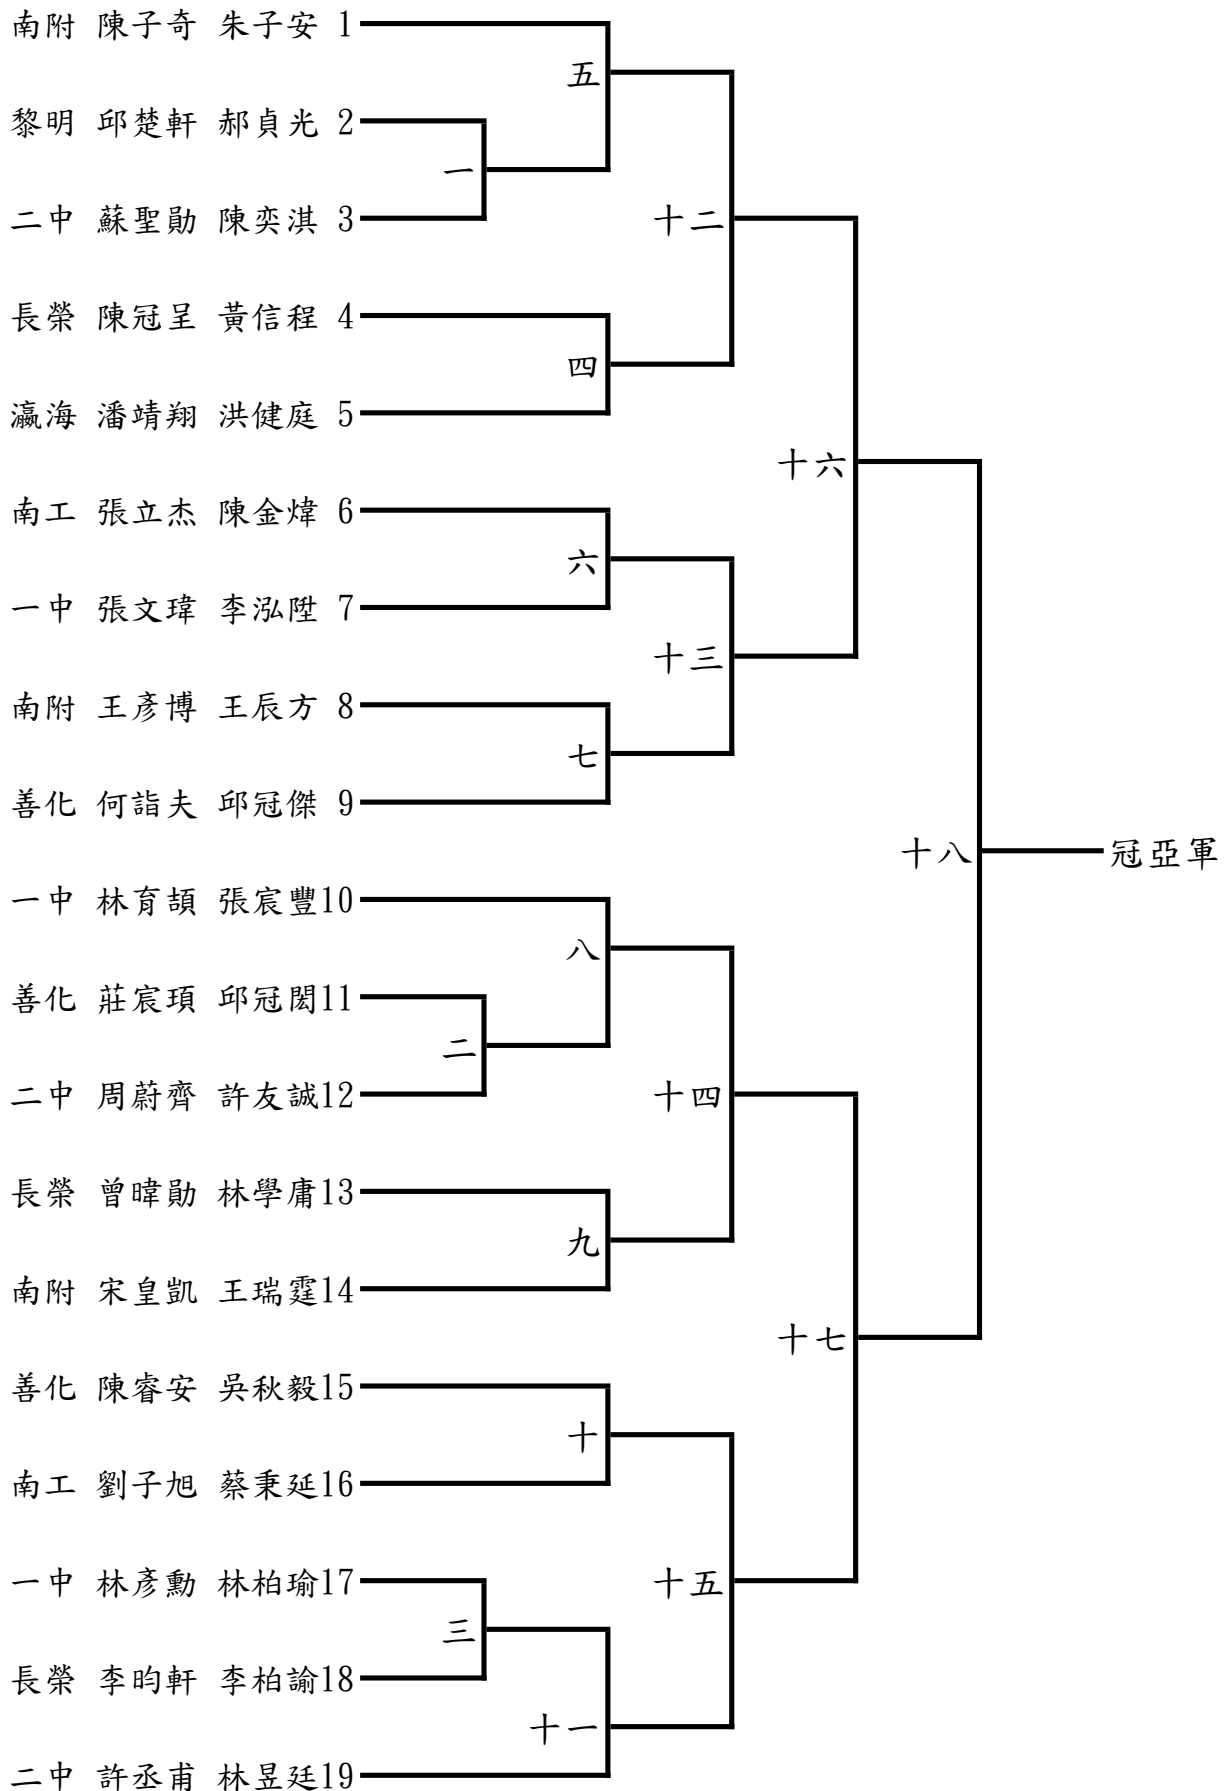 南附 陳子奇 朱子安 1
五
黎明 邱楚軒 郝貞光 2
一
二中 蘇聖勛 陳奕淇 3
十二
長榮 陳冠呈 黃信程 4
四
瀛海 潘靖翔 洪健庭 5
十六
南工 張立杰 陳金煒 6
六
一中 張文瑋 李泓陞 7
十三
南附 王彥博 王辰方 8
七
善化 何詣夫 邱冠傑 9
十八
冠亞軍
一中 林育頡 張宸豐10
八
善化 莊宸頊 邱冠閎11
二
二中 周蔚齊 許友誠12
十四
長榮 曾暐勛 林學庸13
九
南附 宋皇凱 王瑞霆14
十七
善化 陳睿安 吳秋毅15
十
南工 劉子旭 蔡秉延16
一中 林彥勳 林柏瑜17
十五
三
長榮 李昀軒 李柏諭18
十一
二中 許丞甫 林昱廷19